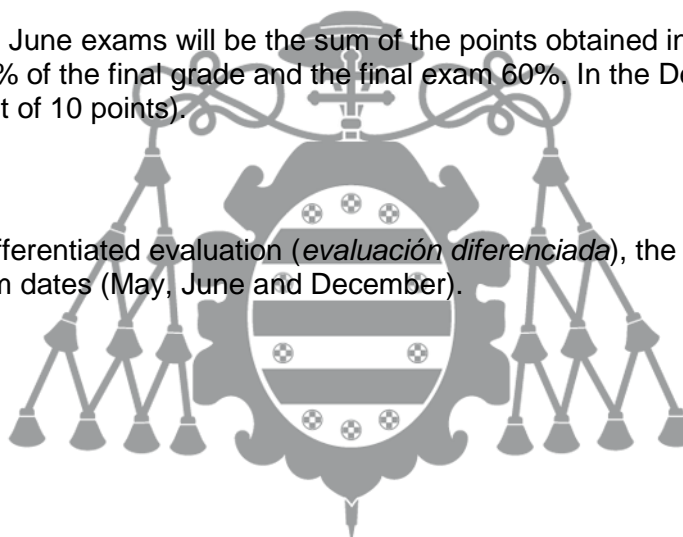 June exams will be the sum of the points obtained in
% of the final grade and the final exam 60%. In the De
t of 10 points).
fferentiated evaluation (evaluación diferenciada), the
m dates (May, June and December).